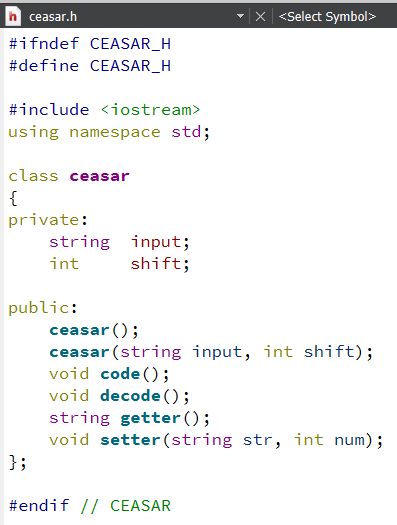 h ceasar.h <Select Symbol>
#ifndef CEASAR_H
#define CEASAR_H
#include <iostream>
using namespace std;
class ceasar
{
private:
string input;
int shift;
public:
ceasar();
ceasar(string input, int shift);
void code();
void decode();
string getter();
void setter(string str, int num);
};
#endif // CEASAR